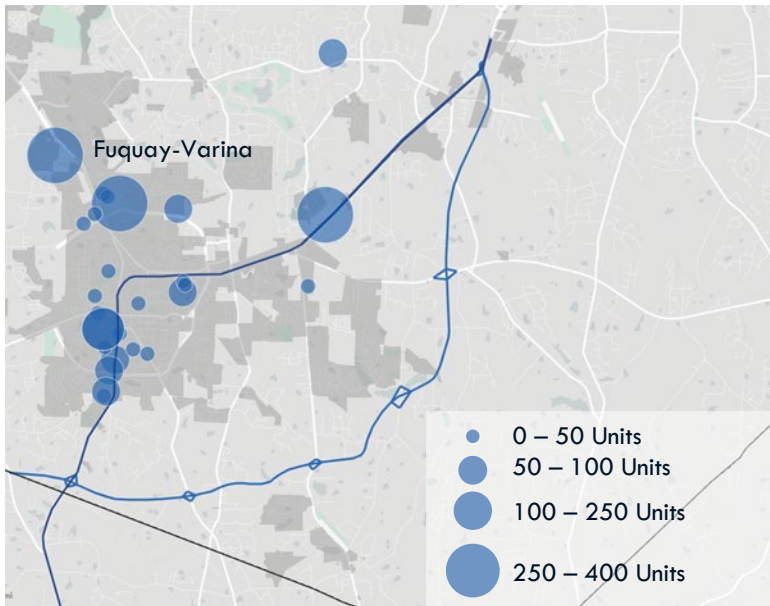 Fuquay-Varina
0 – 50 Units
50 – 100 Units
100 – 250 Units
250 – 400 Units